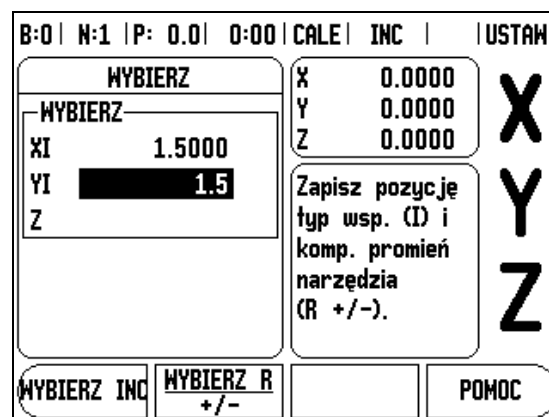 B:0 | N:1 | P: 0.0 | 0:00 | CALE | INC | | USTAW
WYBIERZ
WYBIERZ
XI 1.5000
YI 1.5
Z
X 0.0000
Y 0.0000
Z 0.0000
Zapisz pozycję
typ wsp. (I) i
komp. promień
narzędzia
(R +/-).
X
Y
Z
WYBIERZ INC
WYBIERZ R
+/-
POMOC